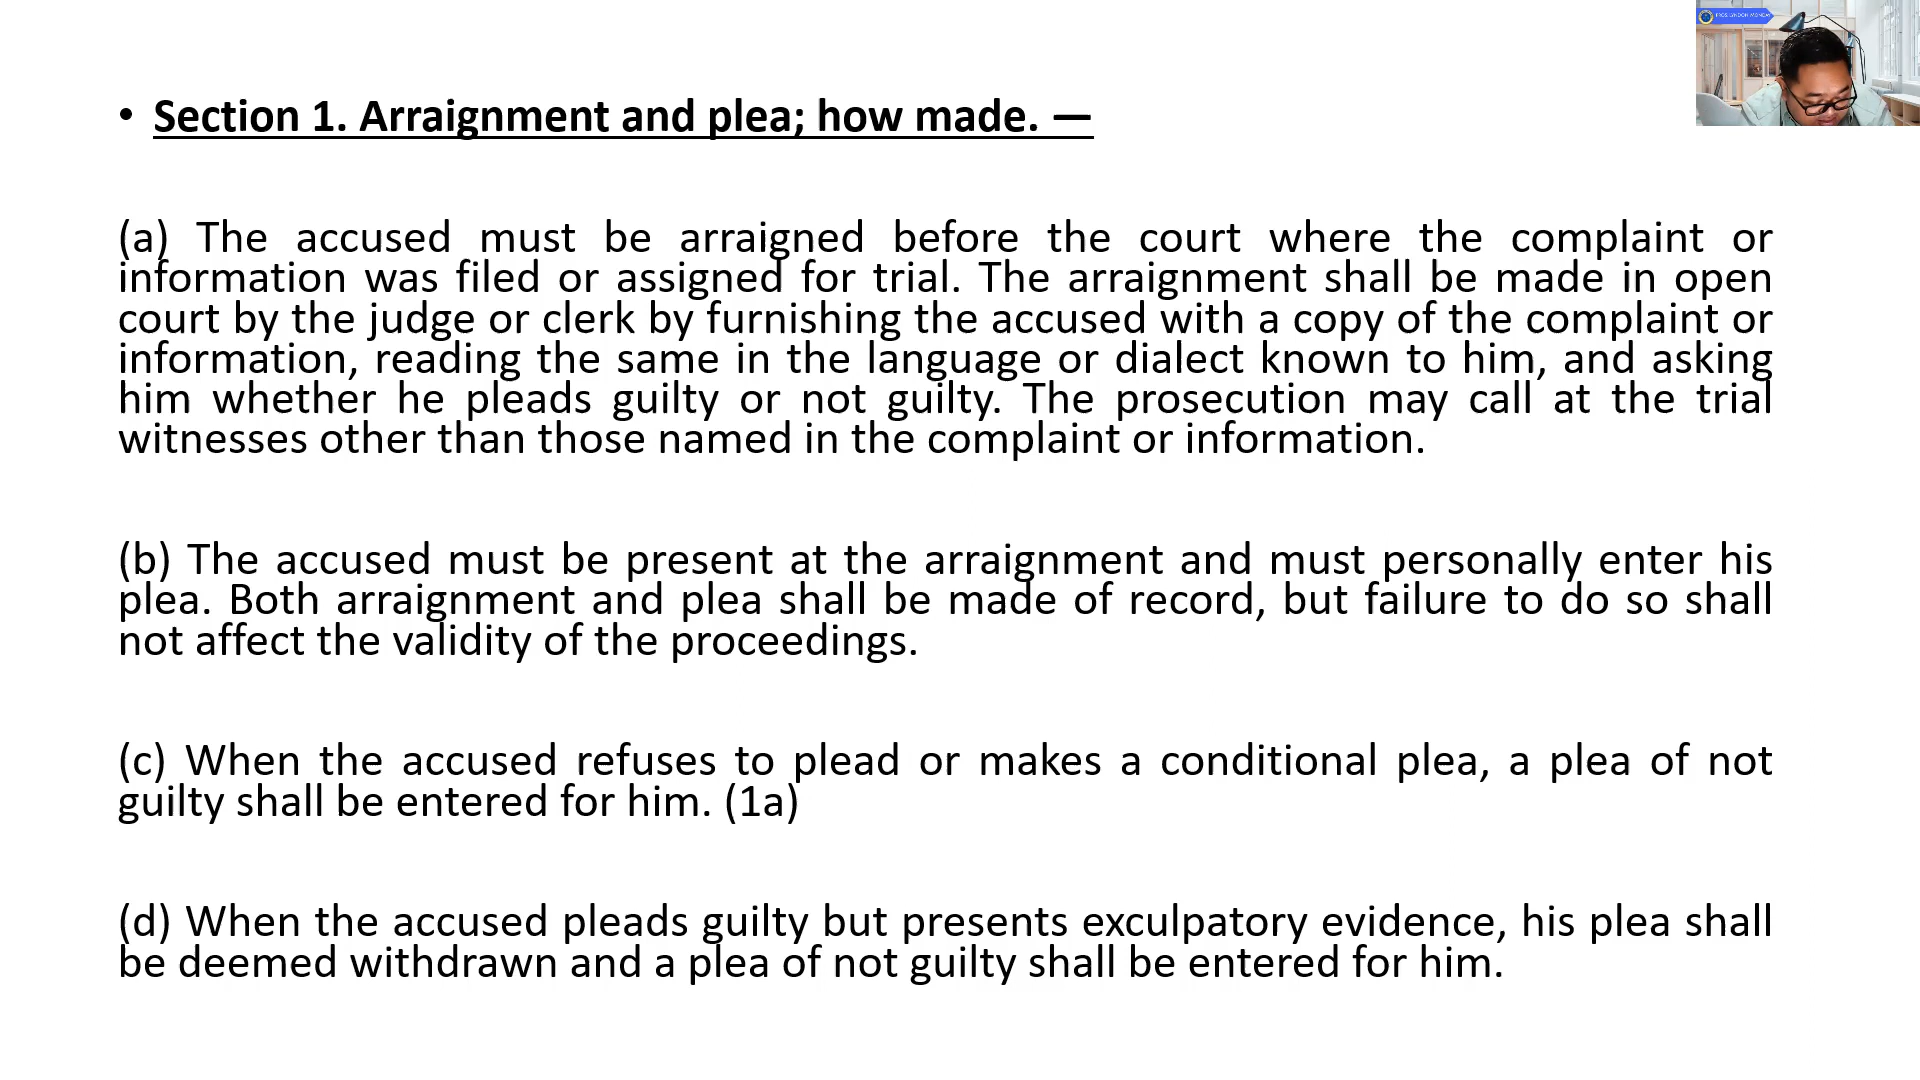 • Section 1. Arraignment and plea; how made. —
(a) The accused must be arraigned before the court where the complaint or
information was filed or assigned for trial. The arraignment shall be made in open
court by the judge or clerk by furnishing the accused with a copy of the complaint or
information, reading the same in the language or dialect known to him, and asking
him whether he pleads guilty or not guilty. The prosecution may call at the trial
witnesses other than those named in the complaint or information.
(b) The accused must be present at the arraignment and must personally enter his
plea. Both arraignment and plea shall be made of record, but failure to do so shall
not affect the validity of the proceedings.
(c) When the accused refuses to plead or makes a conditional plea, a plea of not
guilty shall be entered for him. (1a)
(d) When the accused pleads guilty but presents exculpatory evidence, his plea shall
be deemed withdrawn and a plea of not guilty shall be entered for him.